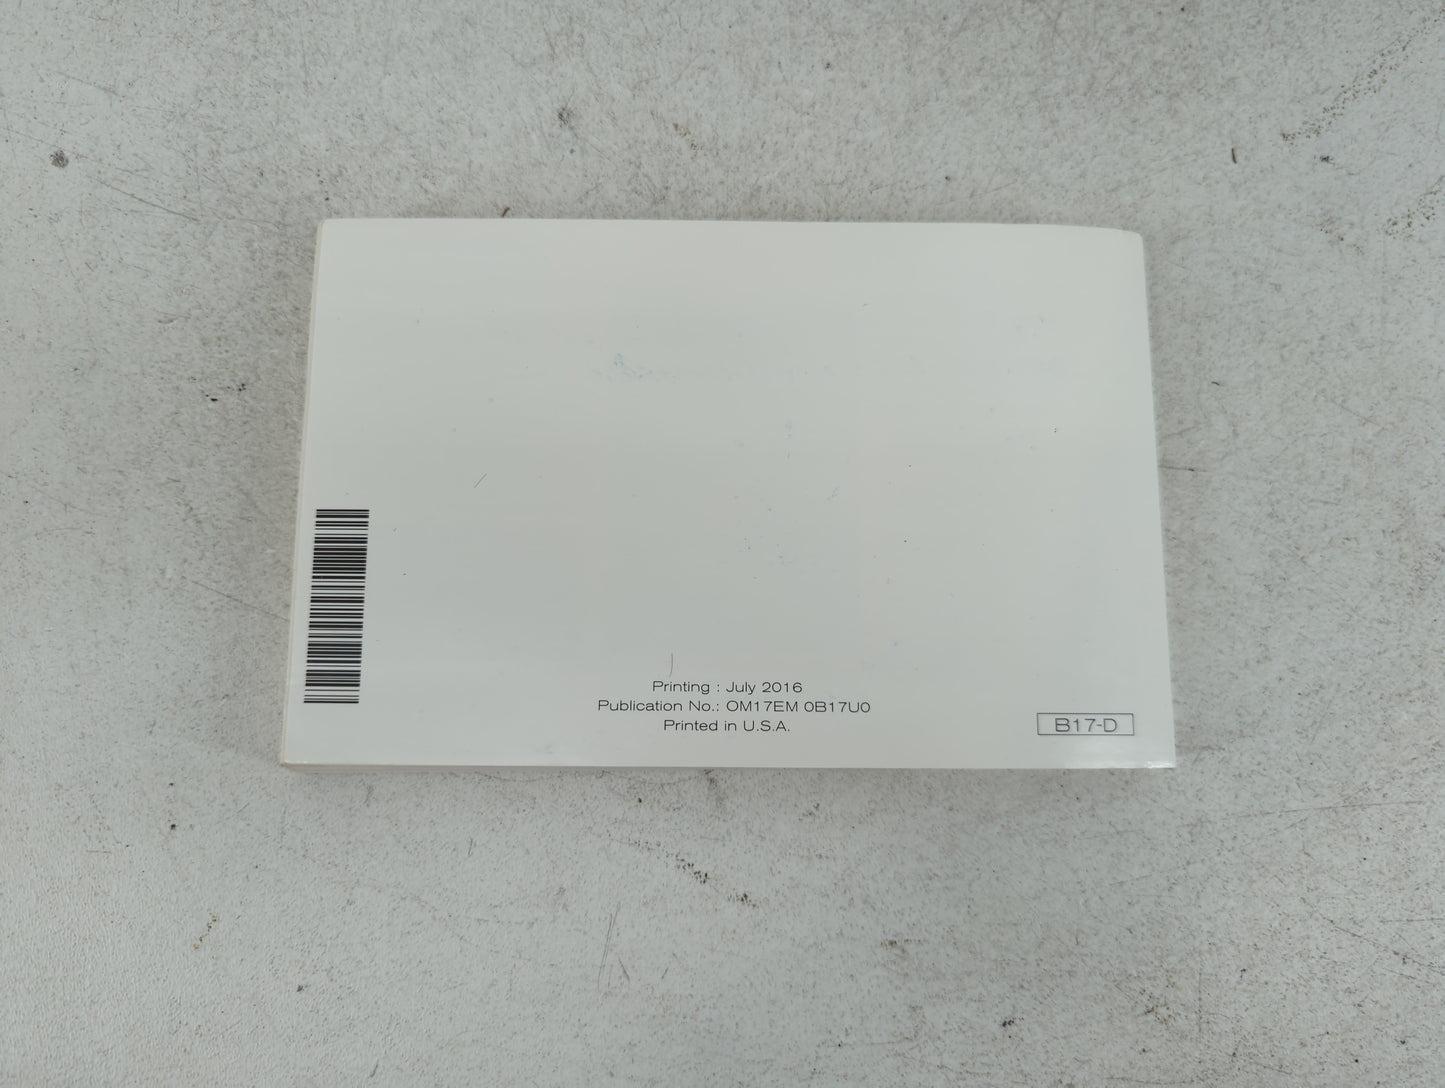 Printing : July 2016
Publication No.: OM17EM 0B17U0
Printed in U.S.A.
B17-D